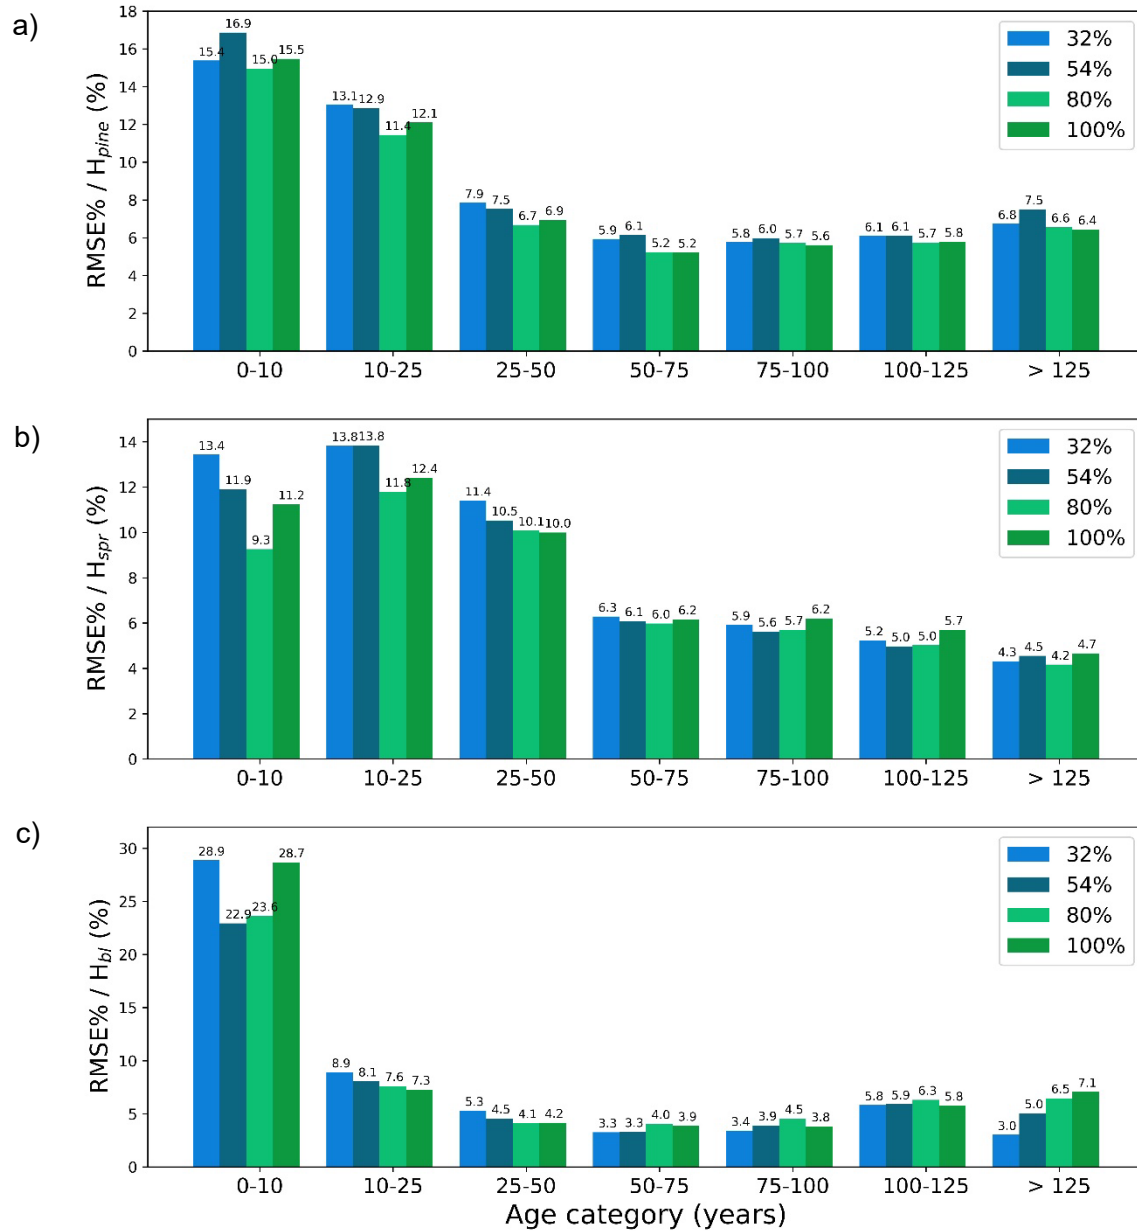 a)
RMSE% / H_pine (%)
18
16
14
12
10
8
6
4
2
0
15.4 16.9 15.0 15.5
13.1 12.9 11.4 12.1
7.9 7.5 6.7 6.9
5.9 6.1 5.2 5.2
5.8 6.0 5.7 5.6
6.1 6.1 5.7 5.8
6.8 7.5 6.6 6.4
32%
54%
80%
100%
0-10 10-25 25-50 50-75 75-100 100-125 > 125
b)
RMSE% / H_spr (%)
14
12
10
8
6
4
2
0
13.4 11.9 9.3 11.2
13.8 13.8 11.8 12.4
11.4 10.5 10.1 10.0
6.3 6.1 6.0 6.2
5.9 5.6 5.7 6.2
5.2 5.0 5.0 5.7
4.3 4.5 4.2 4.7
32%
54%
80%
100%
0-10 10-25 25-50 50-75 75-100 100-125 > 125
c)
RMSE% / H_bl (%)
30
25
20
15
10
5
0
28.9 22.9 23.6 28.7
8.9 8.1 7.6 7.3
5.3 4.5 4.1 4.2
3.3 3.3 4.0 3.9
3.4 3.9 4.5 3.8
5.8 5.9 6.3 5.8
3.0 5.0 6.5 7.1
32%
54%
80%
100%
0-10 10-25 25-50 50-75 75-100 100-125 > 125
Age category (years)